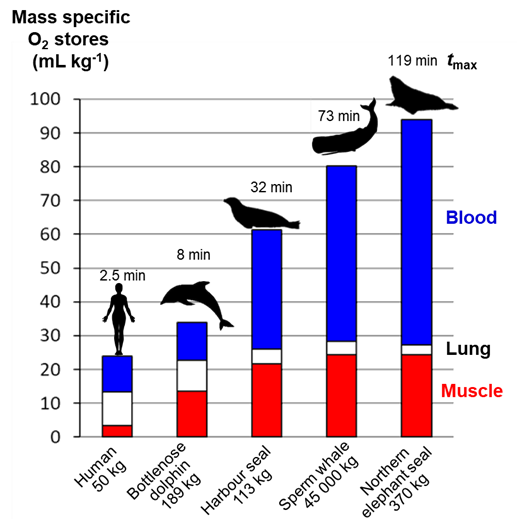 Mass specific
O₂ stores
(mL kg⁻¹)
119 min tmax
73 min
32 min
8 min
2.5 min
100
90
80
70
60
50
40
30
20
10
0
Blood
Lung
Muscle
Human
50 kg
Bottlenose
dolphin
189 kg
Harbour seal
113 kg
Sperm whale
45 000 kg
Northern
elephant seal
370 kg